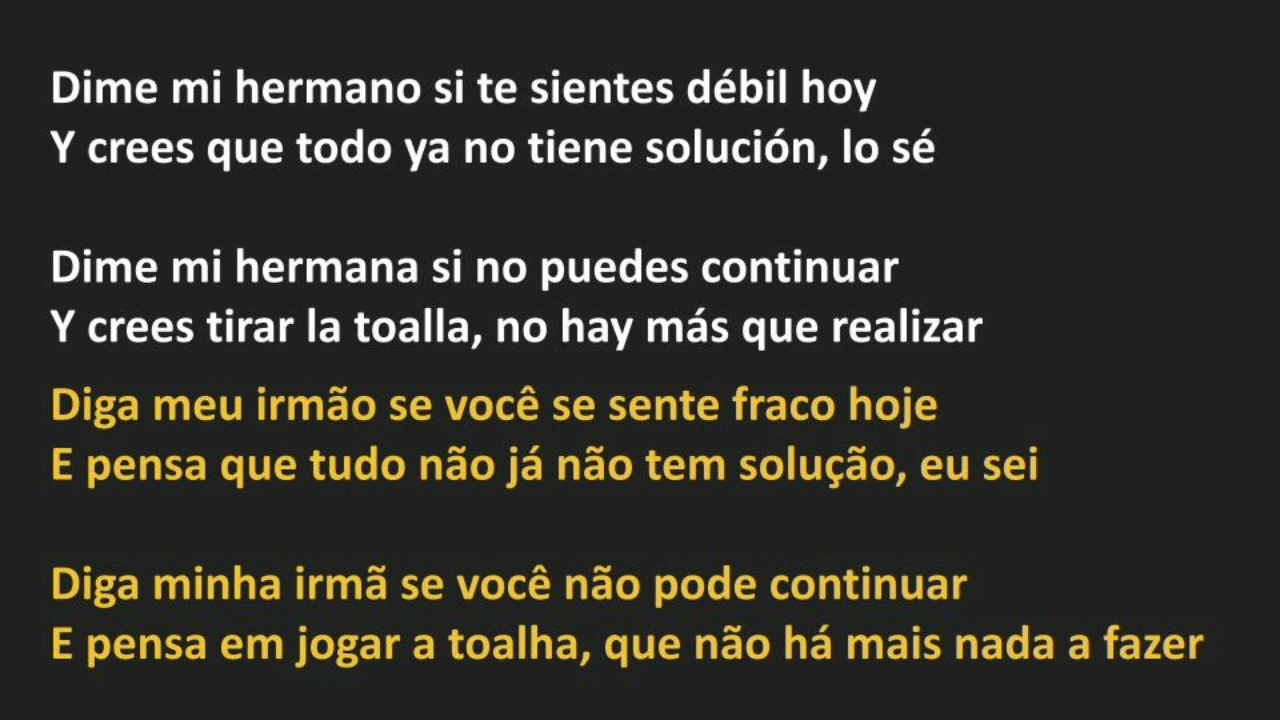 Dime mi hermano si te sientes débil hoy
Y crees que todo ya no tiene solución, lo sé
Dime mi hermana si no puedes continuar
Y crees tirar la toalla, no hay más que realizar
Diga meu irmão se você se sente fraco hoje
E pensa que tudo não já não tem solução, eu sei
Diga minha irmã se você não pode continuar
E pensa em jogar a toalha, que não há mais nada a fazer